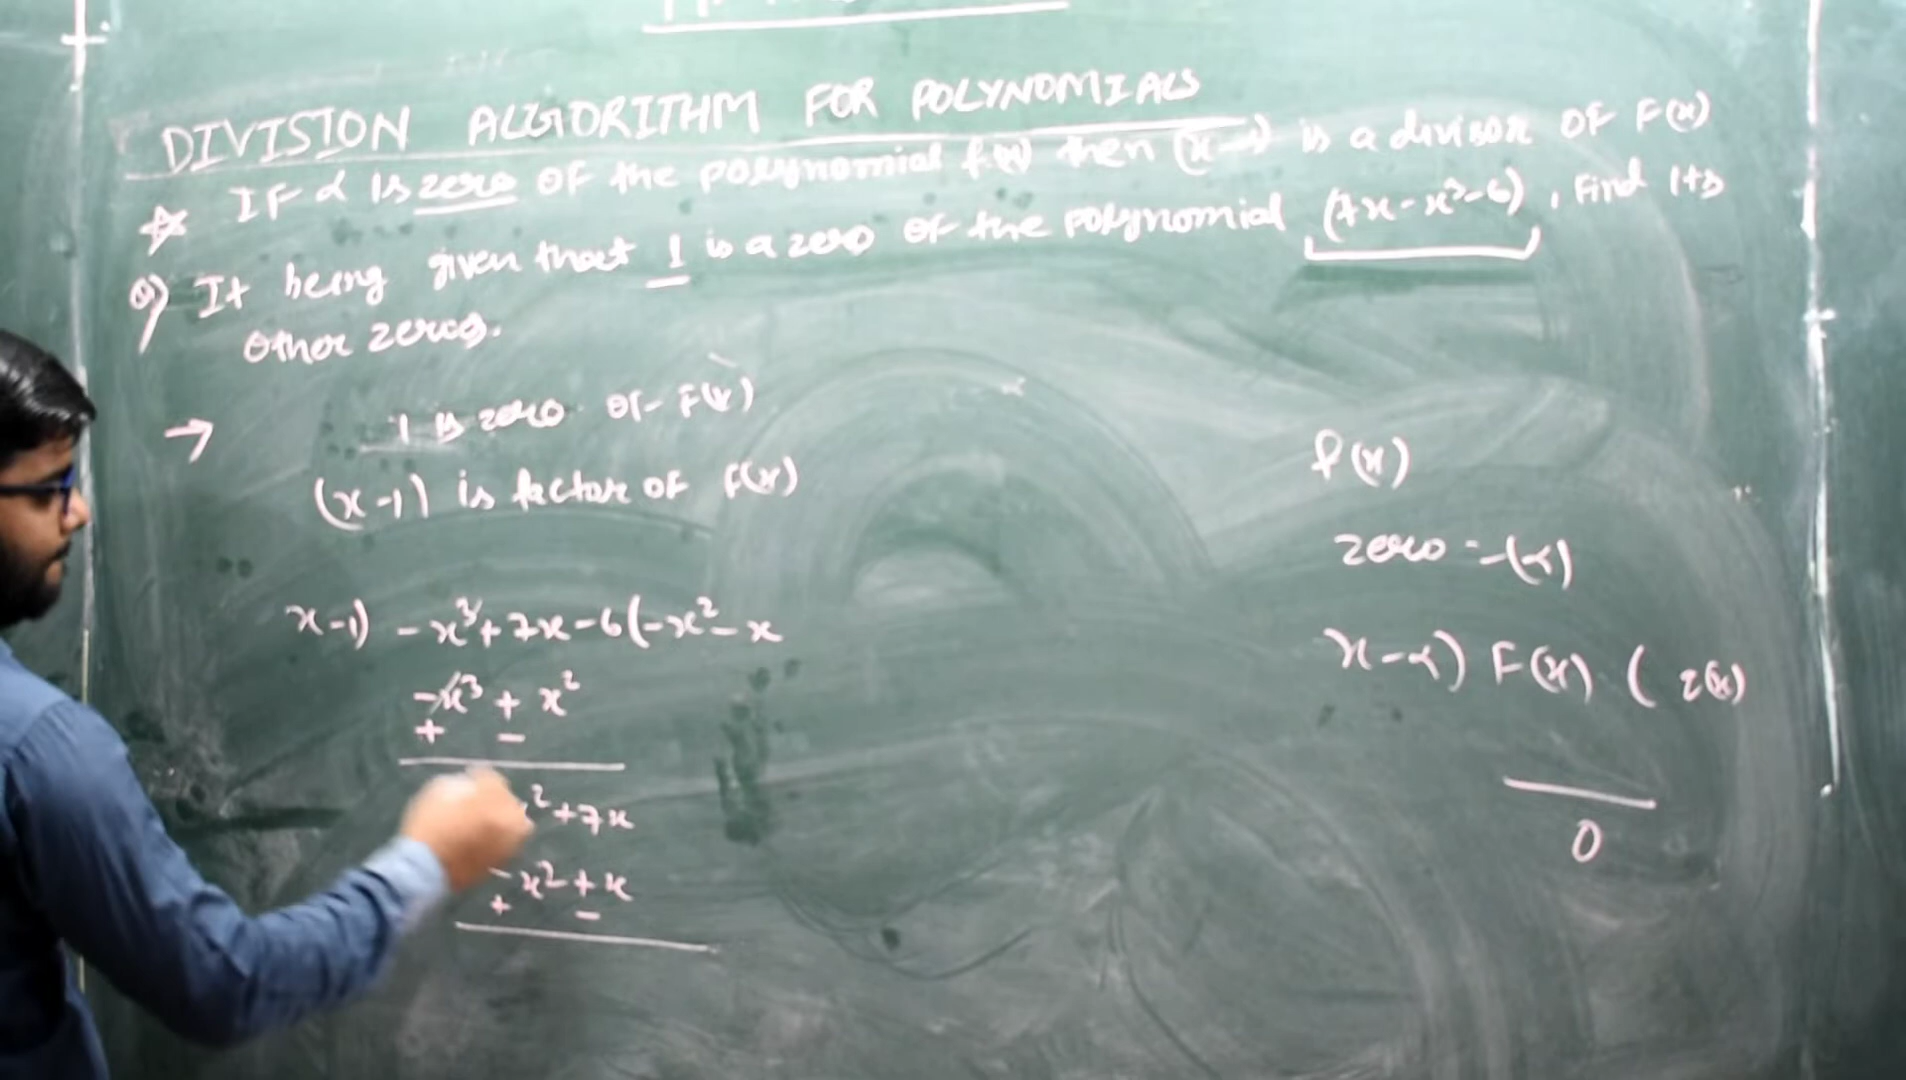 DIVISION ALGORITHM FOR POLYNOMIALS
☆ IF α is zero OF the polynomial f(x) then is a divisor OF F(x)
Q) It being given that 1 is a zero of the polynomial (7x-x³-6), Find its
other zeros.
→ 1 is zero of F(x)
(x-1) is factor of F(x)
x-1) -x³+7x-6(-x²-x
-x³ + x²
+ -
²+7x
-x²+x
+ -
f(x)
zero = (α)
x-α) F(x) ( q(x)
0